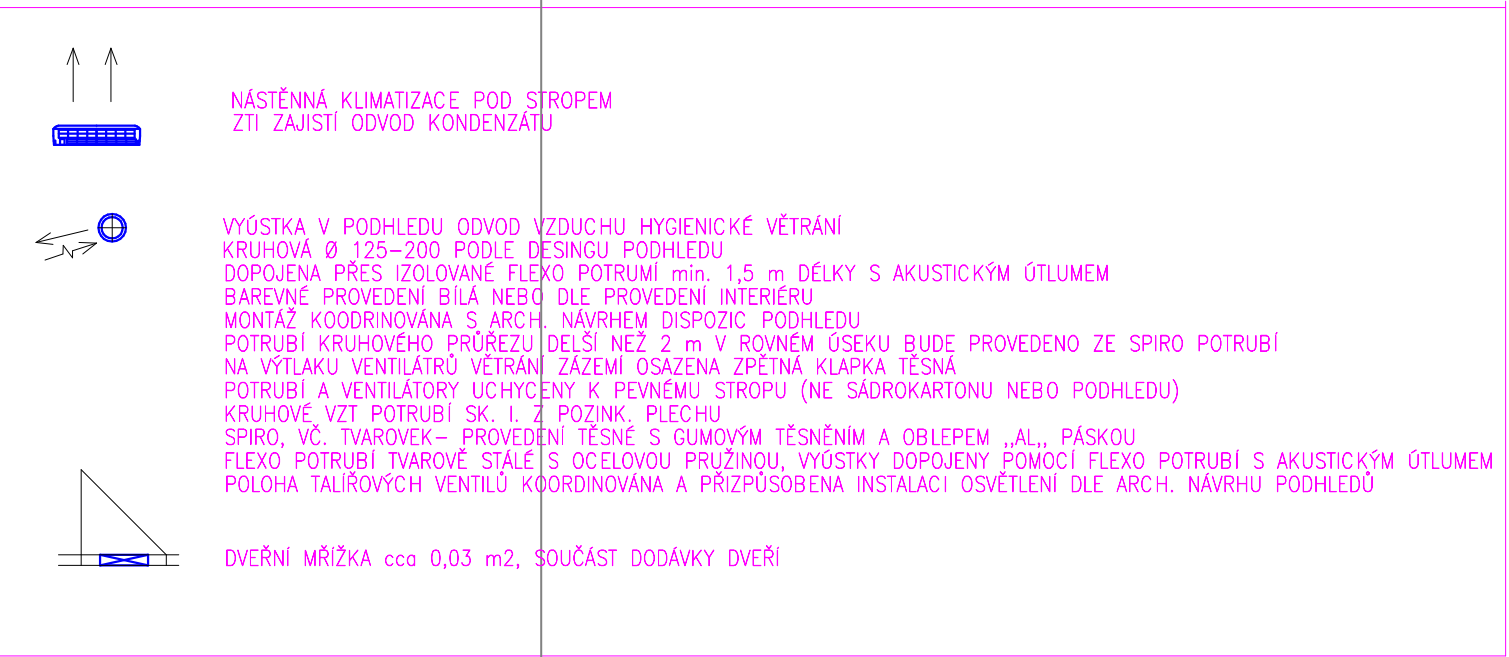 NÁSTĚNNÁ KLIMATIZACE POD STROPEM
ZTI ZAJISTÍ ODVOD KONDENZÁTU
VYÚSTKA V PODHLEDU ODVOD VZDUCHU HYGIENICKÉ VĚTRÁNÍ
KRUHOVÁ Ø 125-200 PODLE DESINGU PODHLEDU
DOPOJENA PŘES IZOLOVANÉ FLEXO POTRUMÍ min. 1,5 m DÉLKY S AKUSTICKÝM ÚTLUMEM
BAREVNÉ PROVEDENÍ BÍLÁ NEBO DLE PROVEDENÍ INTERIÉRU
MONTÁŽ KOODRINOVÁNA S ARCH. NÁVRHEM DISPOZIC PODHLEDU
POTRUBÍ KRUHOVÉHO PRŮŘEZU DELŠÍ NEŽ 2 m V ROVNÉM ÚSEKU BUDE PROVEDENO ZE SPIRO POTRUBÍ
NA VÝTLAKU VENTILÁTRŮ VĚTRÁNÍ ZÁZEMÍ OSAZENA ZPĚTNÁ KLAPKA TĚSNÁ
POTRUBÍ A VENTILÁTORY UCHYCENY K PEVNÉMU STROPU (NE SÁDROKARTONU NEBO PODHLEDU)
KRUHOVÉ VZT POTRUBÍ SK. I. Z POZINK. PLECHU
SPIRO, VČ. TVAROVEK- PROVEDENÍ TĚSNÉ S GUMOVÝM TĚSNĚNÍM A OBLEPEM ,,AL,, PÁSKOU
FLEXO POTRUBÍ TVAROVĚ STÁLÉ S OCELOVOU PRUŽINOU, VYÚSTKY DOPOJENY POMOCÍ FLEXO POTRUBÍ S AKUSTICKÝM ÚTLUMEM
POLOHA TALÍŘOVÝCH VENTILŮ KOORDINOVÁNA A PŘIZPŮSOBENA INSTALACI OSVĚTLENÍ DLE ARCH. NÁVRHU PODHLEDŮ
DVEŘNÍ MŘÍŽKA cca 0,03 m2, SOUČÁST DODÁVKY DVEŘÍ